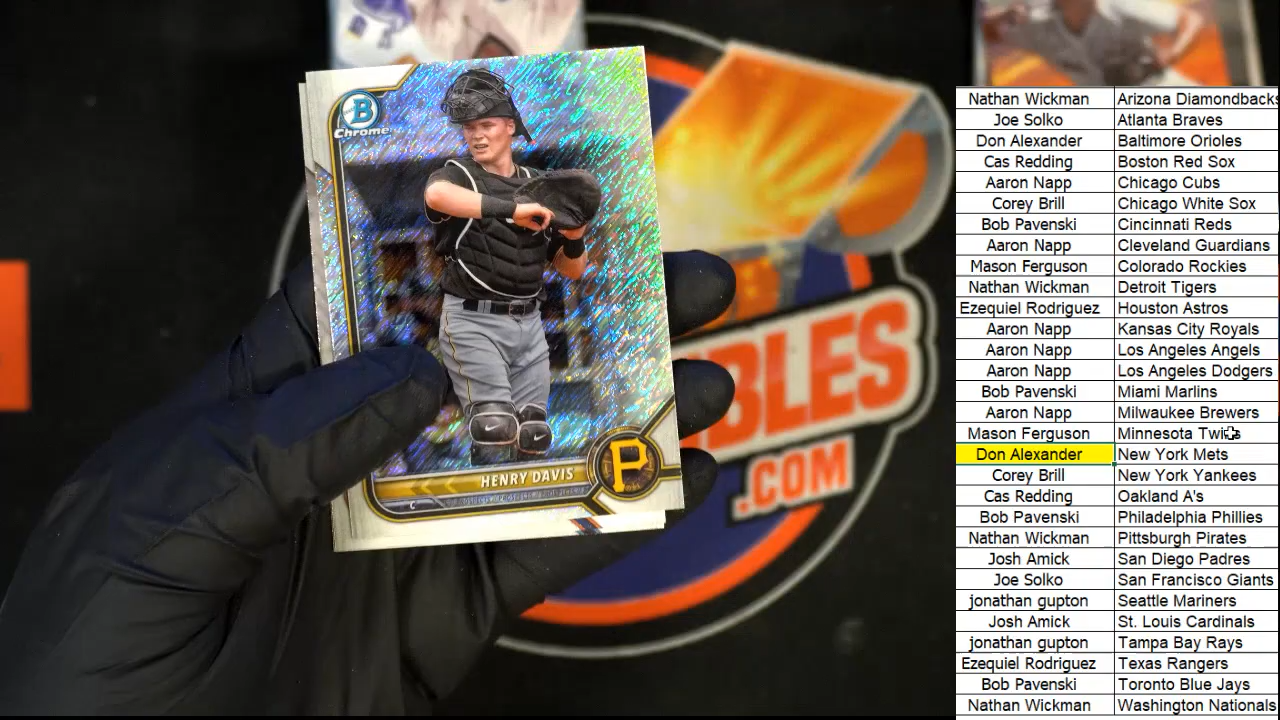 B
Chrome
HENRY DAVIS
C
P
BLES
.COM
Nathan Wickman Arizona Diamondbacks
Joe Solko Atlanta Braves
Don Alexander Baltimore Orioles
Cas Redding Boston Red Sox
Aaron Napp Chicago Cubs
Corey Brill Chicago White Sox
Bob Pavenski Cincinnati Reds
Aaron Napp Cleveland Guardians
Mason Ferguson Colorado Rockies
Nathan Wickman Detroit Tigers
Ezequiel Rodriguez Houston Astros
Aaron Napp Kansas City Royals
Aaron Napp Los Angeles Angels
Aaron Napp Los Angeles Dodgers
Bob Pavenski Miami Marlins
Aaron Napp Milwaukee Brewers
Mason Ferguson Minnesota Twins
Don Alexander New York Mets
Corey Brill New York Yankees
Cas Redding Oakland A's
Bob Pavenski Philadelphia Phillies
Nathan Wickman Pittsburgh Pirates
Josh Amick San Diego Padres
Joe Solko San Francisco Giants
jonathan gupton Seattle Mariners
Josh Amick St. Louis Cardinals
jonathan gupton Tampa Bay Rays
Ezequiel Rodriguez Texas Rangers
Bob Pavenski Toronto Blue Jays
Nathan Wickman Washington Nationals